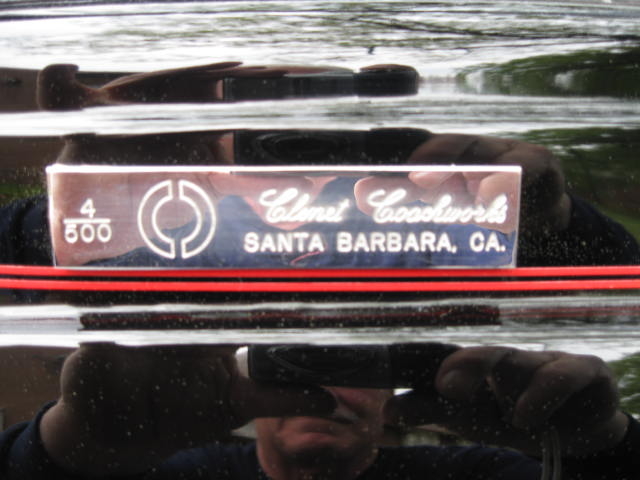 4/500
Clenet Coachworks
SANTA BARBARA, CA.